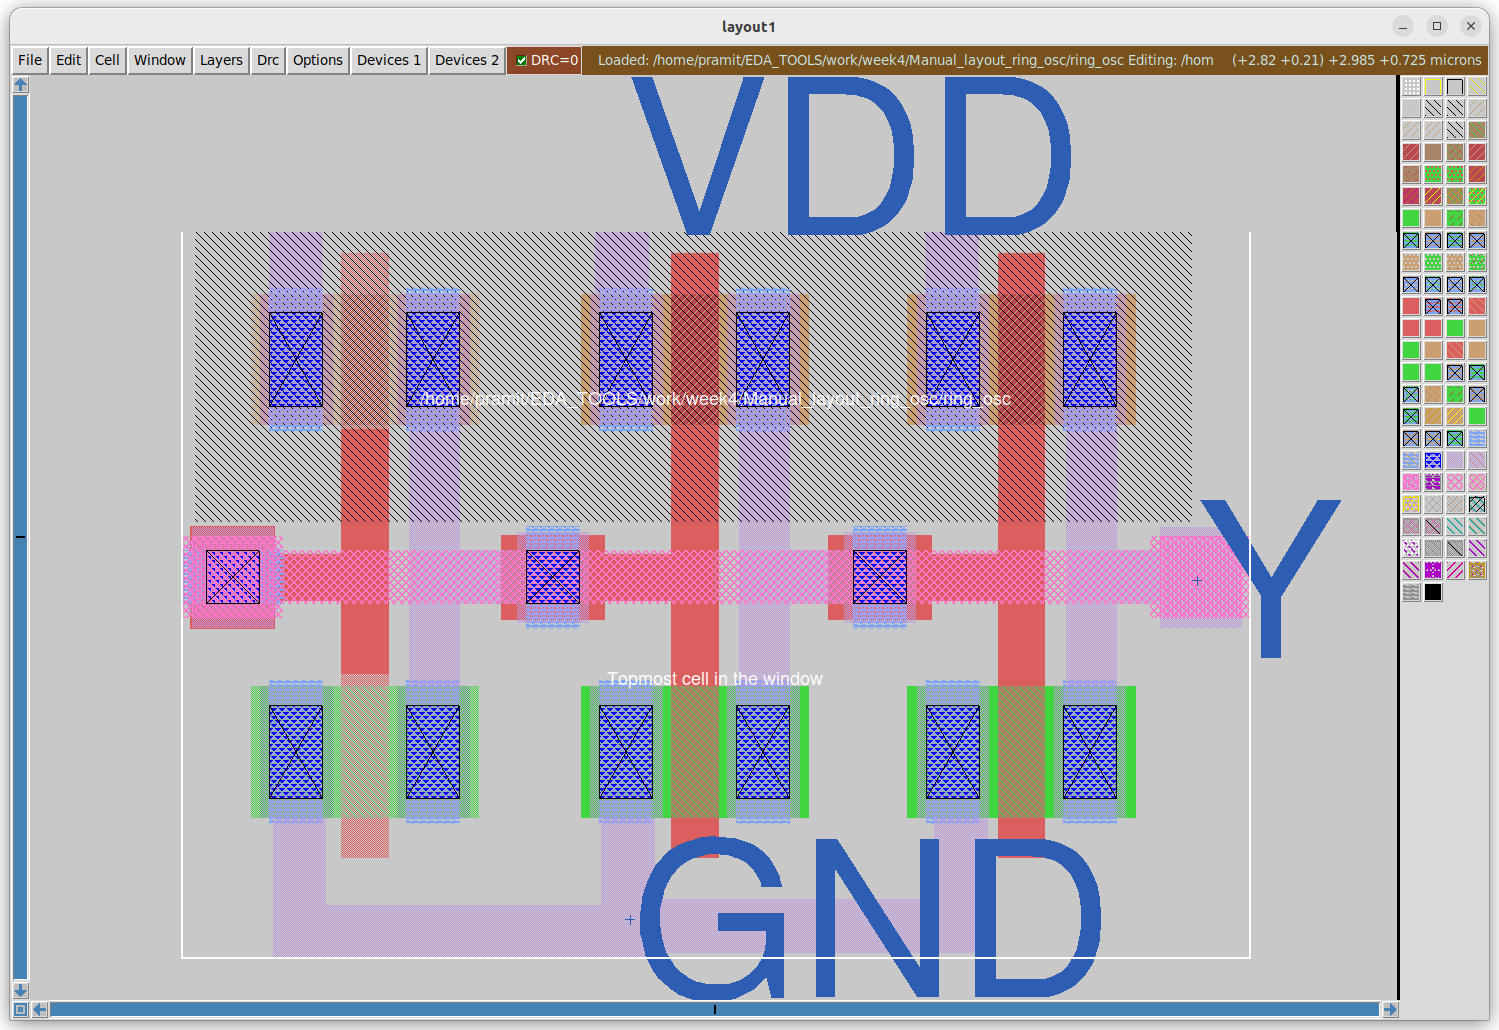 layout1
File Edit Cell Window Layers Drc Options Devices 1 Devices 2 DRC=0 Loaded: /home/pramit/EDA_TOOLS/work/week4/Manual_layout_ring_osc/ring_osc Editing: /hom (+2.82 +0.21) +2.985 +0.725 microns
VDD
/home/pramit/EDA_TOOLS/work/week4/Manual_layout_ring_osc/ring_osc
Y
Topmost cell in the window
GND